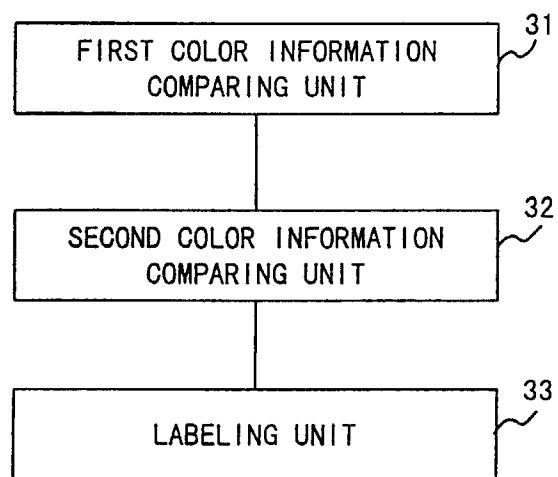 31
FIRST COLOR INFORMATION
COMPARING UNIT
32
SECOND COLOR INFORMATION
COMPARING UNIT
33
LABELING UNIT